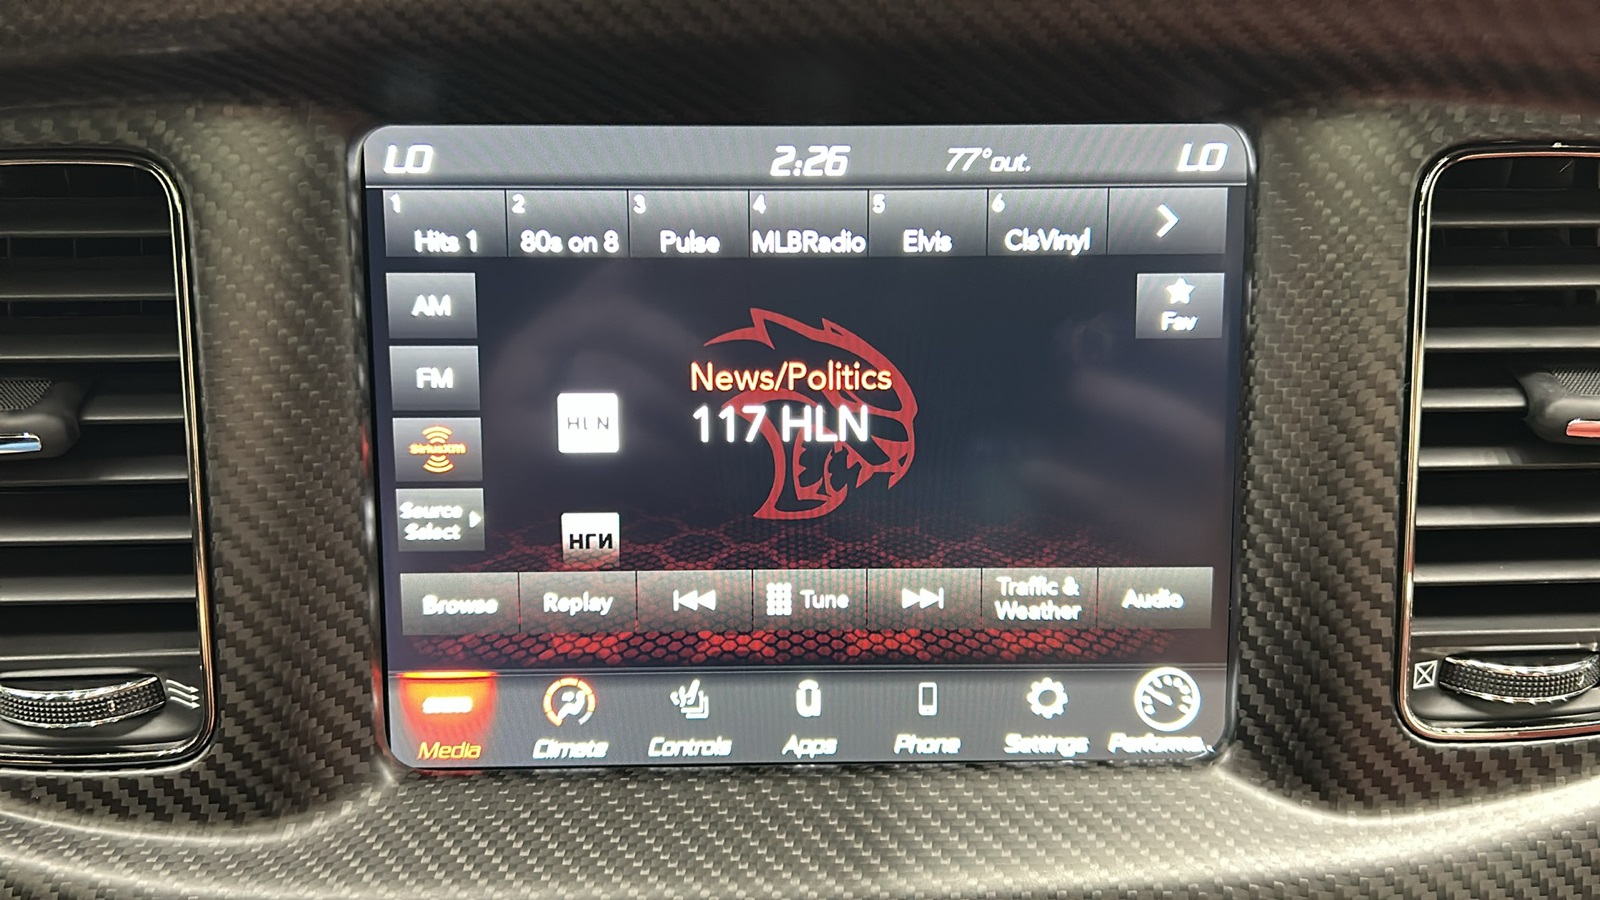 LO 2:26 77° out. LO
1 2 3 4 5 6
Hits 1 80s on 8 Pulse MLBRadio Elvis ClsVinyl
AM
Fav
FM
News/Politics
HLN 117 HLN
SiriusXM
Source
Select
НГИ
Browse Replay Tune Traffic &
Weather Audio
Media Climate Controls Apps Phone Settings Performa...